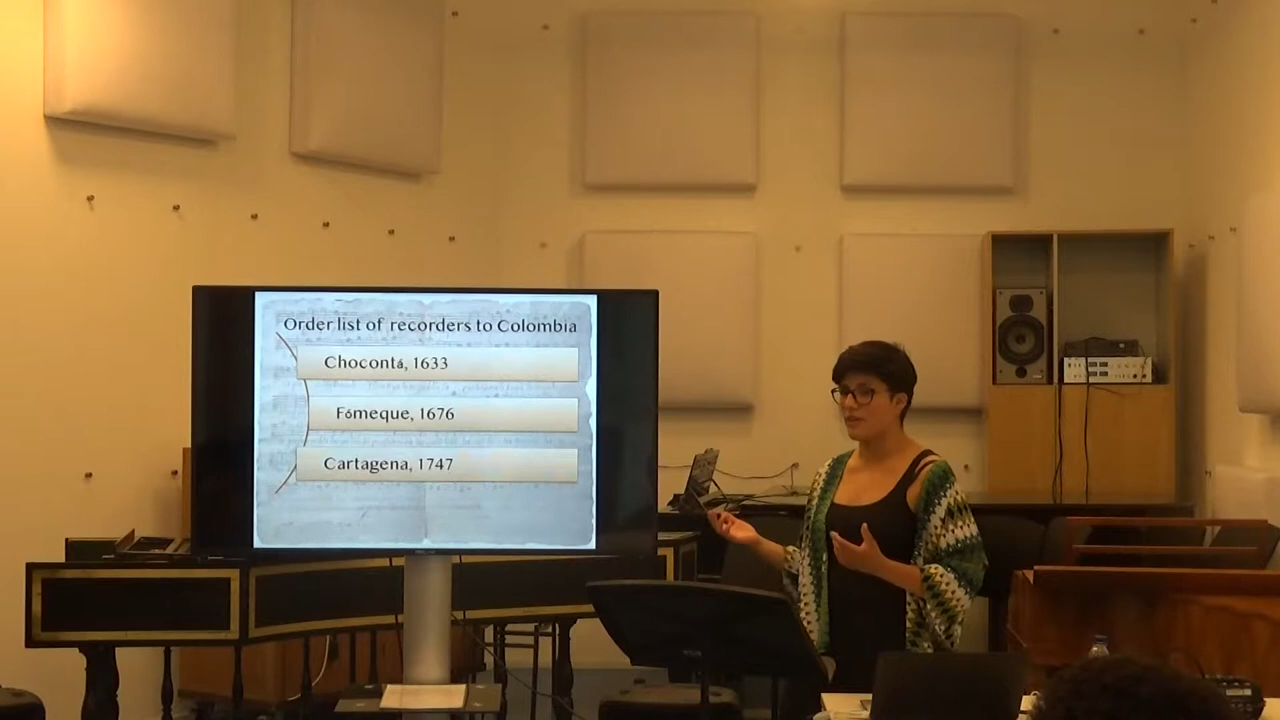 Order list of recorders to Colombia
Chocontá, 1633
Fómeque, 1676
Cartagena, 1747